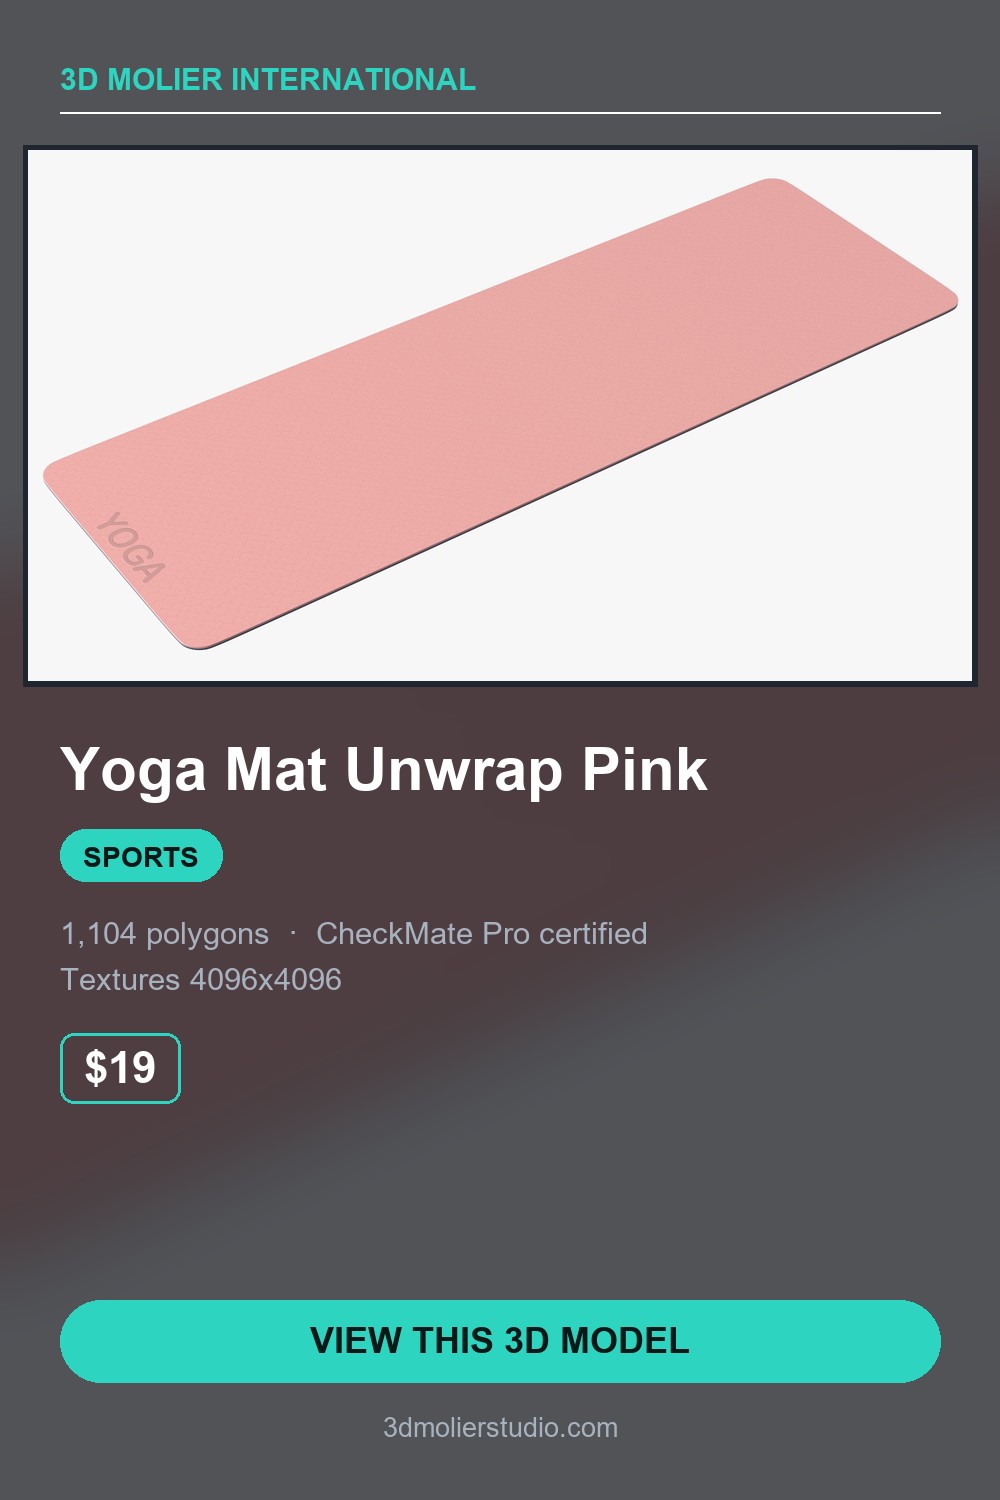 3D MOLIER INTERNATIONAL
YOGA
Yoga Mat Unwrap Pink
SPORTS
1,104 polygons · CheckMate Pro certified
Textures 4096x4096
$19
VIEW THIS 3D MODEL
3dmolierstudio.com